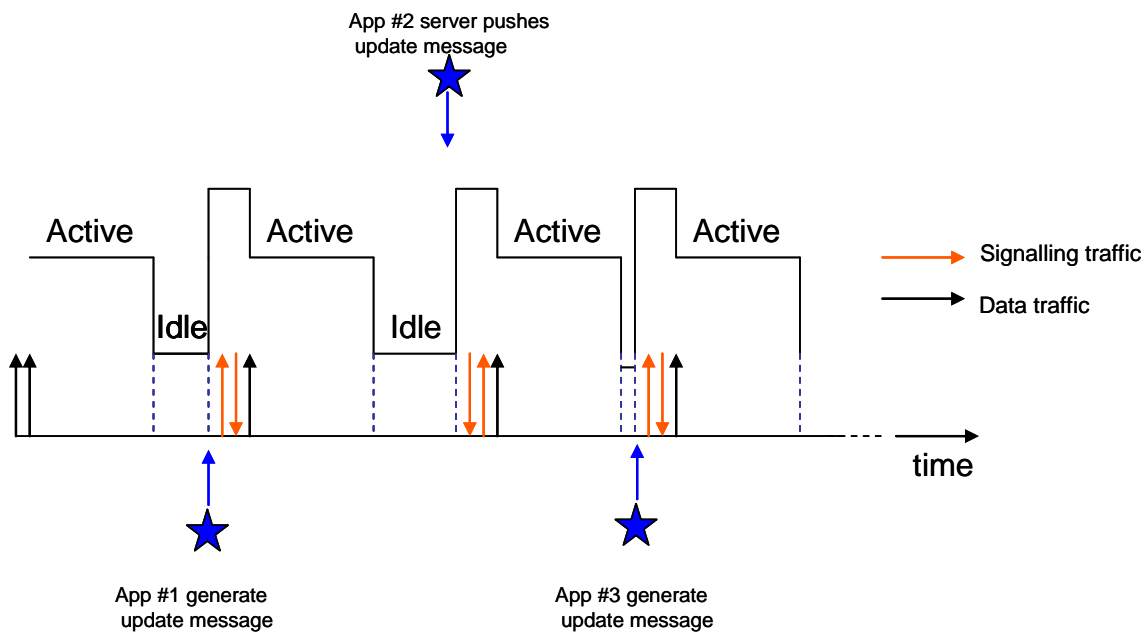 App #2 server pushes
update message
Active
Active
Active
Active
Signalling traffic
Data traffic
Idle
Idle
time
App #1 generate
update message
App #3 generate
update message